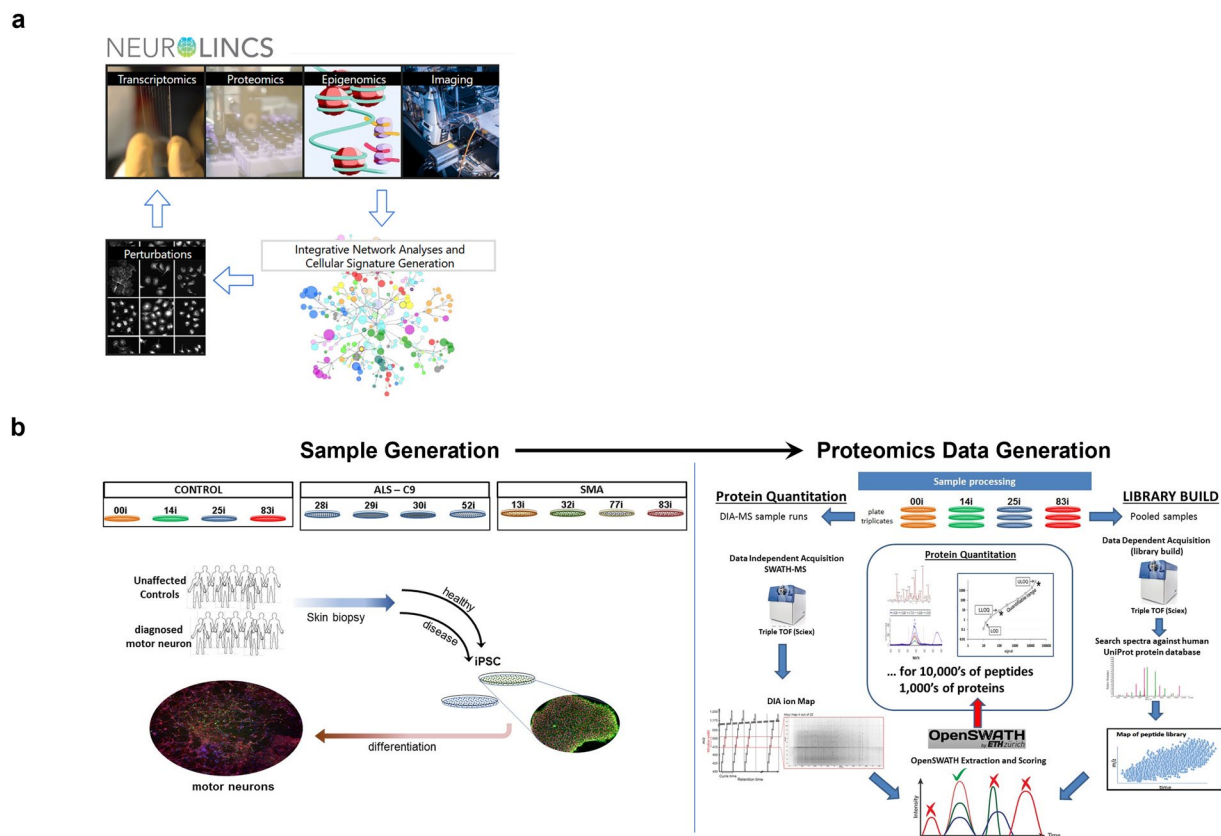 a
NEUROLINCS
Transcriptomics
Proteomics
Epigenomics
Imaging
Perturbations
Integrative Network Analyses and
Cellular Signature Generation
b
Sample Generation
Proteomics Data Generation
CONTROL
00i
14i
25i
83i
ALS – C9
28i
29i
30i
52i
SMA
13i
32i
77i
83i
Unaffected
Controls
diagnosed
motor neuron
Skin biopsy
healthy
disease
iPSC
differentiation
motor neurons
Sample processing
Protein Quantitation
DIA-MS sample runs
plate
triplicates
00i
14i
25i
83i
LIBRARY BUILD
Pooled samples
Data Independent Acquisition
SWATH-MS
Triple TOF (Sciex)
DIA ion Map
Cycle time
Retention time
Protein Quantitation
ULOQ
LLOQ
LOD
Quantifiable range
signal
... for 10,000's of peptides
1,000's of proteins
OpenSWATH
by ETH zürich
OpenSWATH Extraction and Scoring
Intensity
Time
Data Dependent Acquisition
(library build)
Triple TOF (Sciex)
Search spectra against human
UniProt protein database
Map of peptide library
m/z